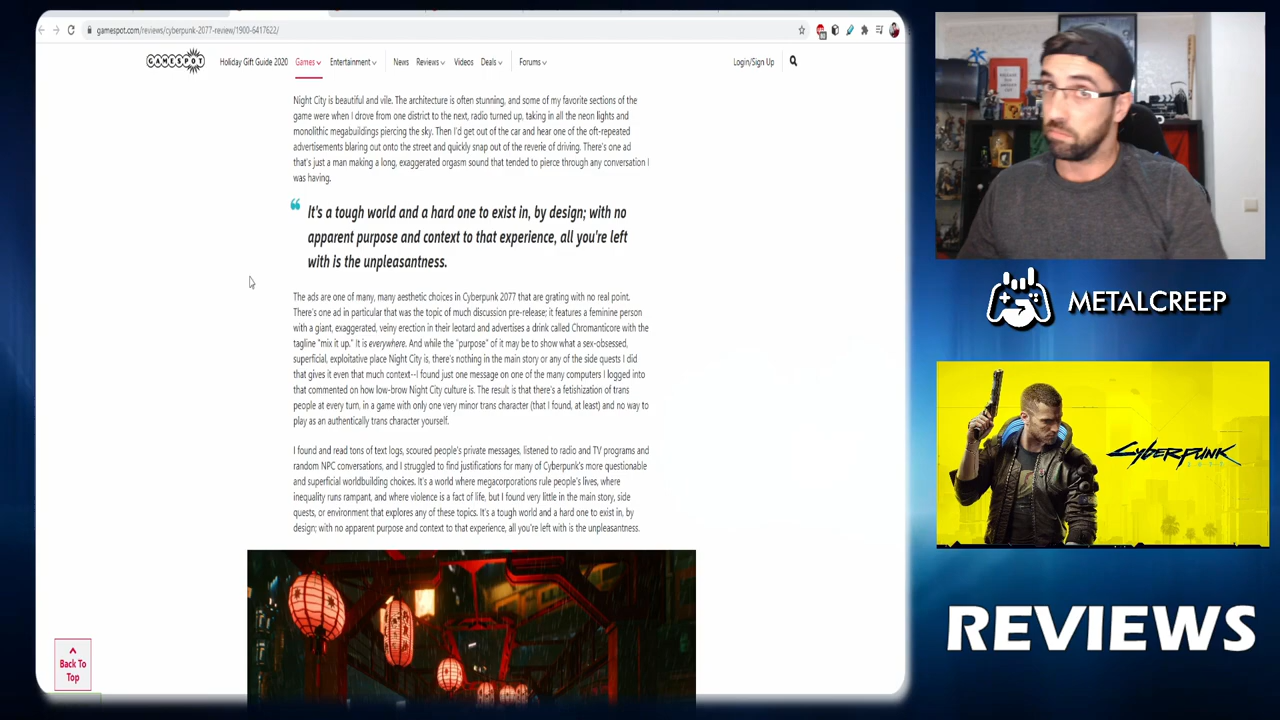 gamespot.com/reviews/cyberpunk-2077-review/1900-6417622/
GAMESPOT
Holiday Gift Guide 2020
Games
Entertainment
News
Reviews
Videos
Deals
Forums
Login/Sign Up
Night City is beautiful and vile. The architecture is often stunning, and some of my favorite sections of the
game were when I drove from one district to the next, radio turned up, taking in all the neon lights and
monolithic megabuildings piercing the sky. Then I'd get out of the car and hear one of the oft-repeated
advertisements blaring out onto the street and quickly snap out of the reverie of driving. There's one ad
that's just a man making a long, exaggerated orgasm sound that tended to pierce through any conversation I
was having.
It's a tough world and a hard one to exist in, by design; with no
apparent purpose and context to that experience, all you're left
with is the unpleasantness.
The ads are one of many, many aesthetic choices in Cyberpunk 2077 that are grating with no real point.
There's one ad in particular that was the topic of much discussion pre-release; it features a feminine person
with a giant, exaggerated, veiny erection in their leotard and advertises a drink called Chromanticore with the
tagline "mix it up." It is everywhere. And while the "purpose" of it may be to show what a sex-obsessed,
superficial, exploitative place Night City is, there's nothing in the main story or any of the side quests I did
that gives it even that much context--I found just one message on one of the many computers I logged into
that commented on how low-brow Night City culture is. The result is that there's a fetishization of trans
people at every turn, in a game with only one very minor trans character (that I found, at least) and no way to
play as an authentically trans character yourself.
I found and read tons of text logs, scoured people's private messages, listened to radio and TV programs and
random NPC conversations, and I struggled to find justifications for many of Cyberpunk's more questionable
and superficial worldbuilding choices. It's a world where megacorporations rule people's lives, where
inequality runs rampant, and where violence is a fact of life, but I found very little in the main story, side
quests, or environment that explores any of these topics. It's a tough world and a hard one to exist in, by
design; with no apparent purpose and context to that experience, all you're left with is the unpleasantness.
Back To
Top
METALCREEP
CYBERPUNK
2077
REVIEWS